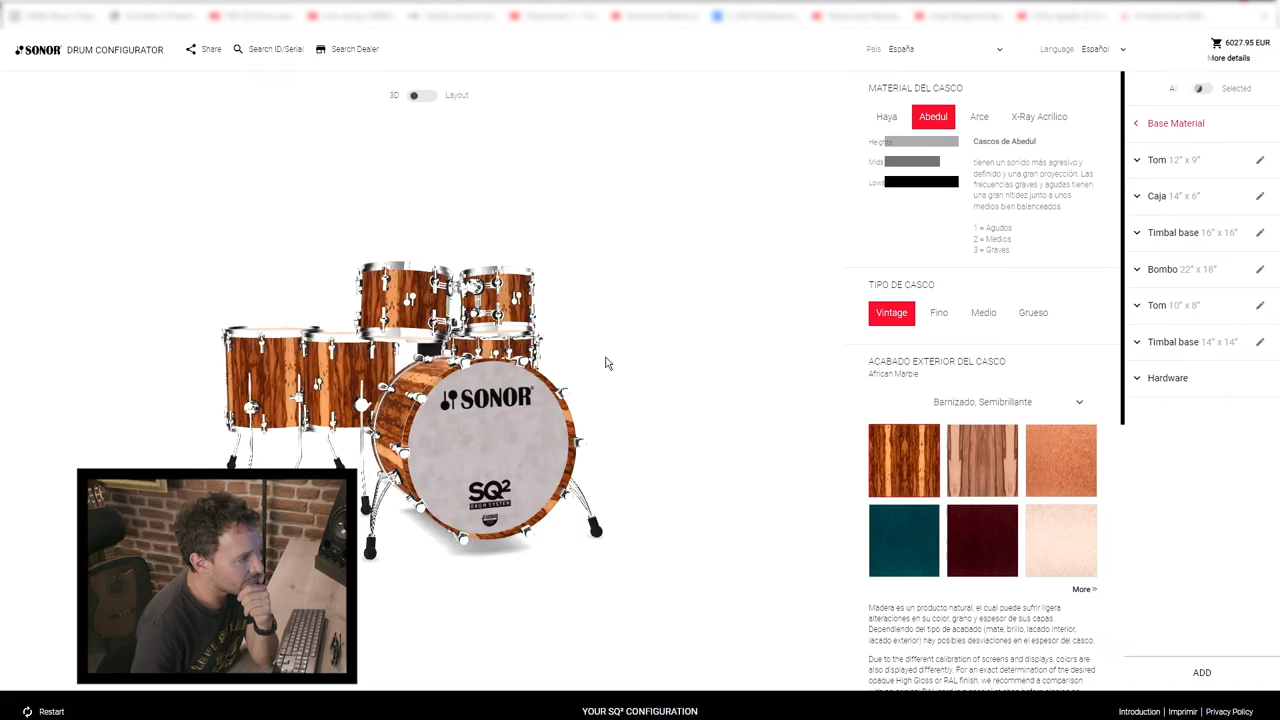 SONOR DRUM CONFIGURATOR
Share
Search ID/Serial
Search Dealer
País España
Language Español
6027.95 EUR
More details
3D Layout
MATERIAL DEL CASCO
Haya Abedul Arce X-Ray Acrílico
Cascos de Abedul
Mids
tienen un sonido más agresivo y
definido y una gran proyección. Las
frecuencias graves y agudas tienen
una gran nitidez junto a unos
medios bien balanceados.
1 = Agudos
2 = Medios
3 = Graves
TIPO DE CASCO
Vintage Fino Medio Grueso
ACABADO EXTERIOR DEL CASCO
African Marble
Barnizado, Semibrillante
More »
Madera es un producto natural, el cual puede sufrir ligera
alteraciones en su color, grano y espesor de sus capas.
Dependiendo del tipo de acabado (mate, brillo, lacado interior,
lacado exterior) hay posibles desviaciones en el espesor del casco.
Due to the different calibration of screens and displays, colors are
also displayed differently. For an exact determination of the desired
opaque High Gloss or RAL finish, we recommend a comparison
Selected
Base Material
Tom 12" x 9"
Caja 14" x 6"
Timbal base 16" x 16"
Bombo 22" x 18"
Tom 10" x 8"
Timbal base 14" x 14"
Hardware
ADD
SONOR
SQ²
DRUM SYSTEM
Restart
YOUR SQ² CONFIGURATION
Introduction | Imprimir | Privacy Policy